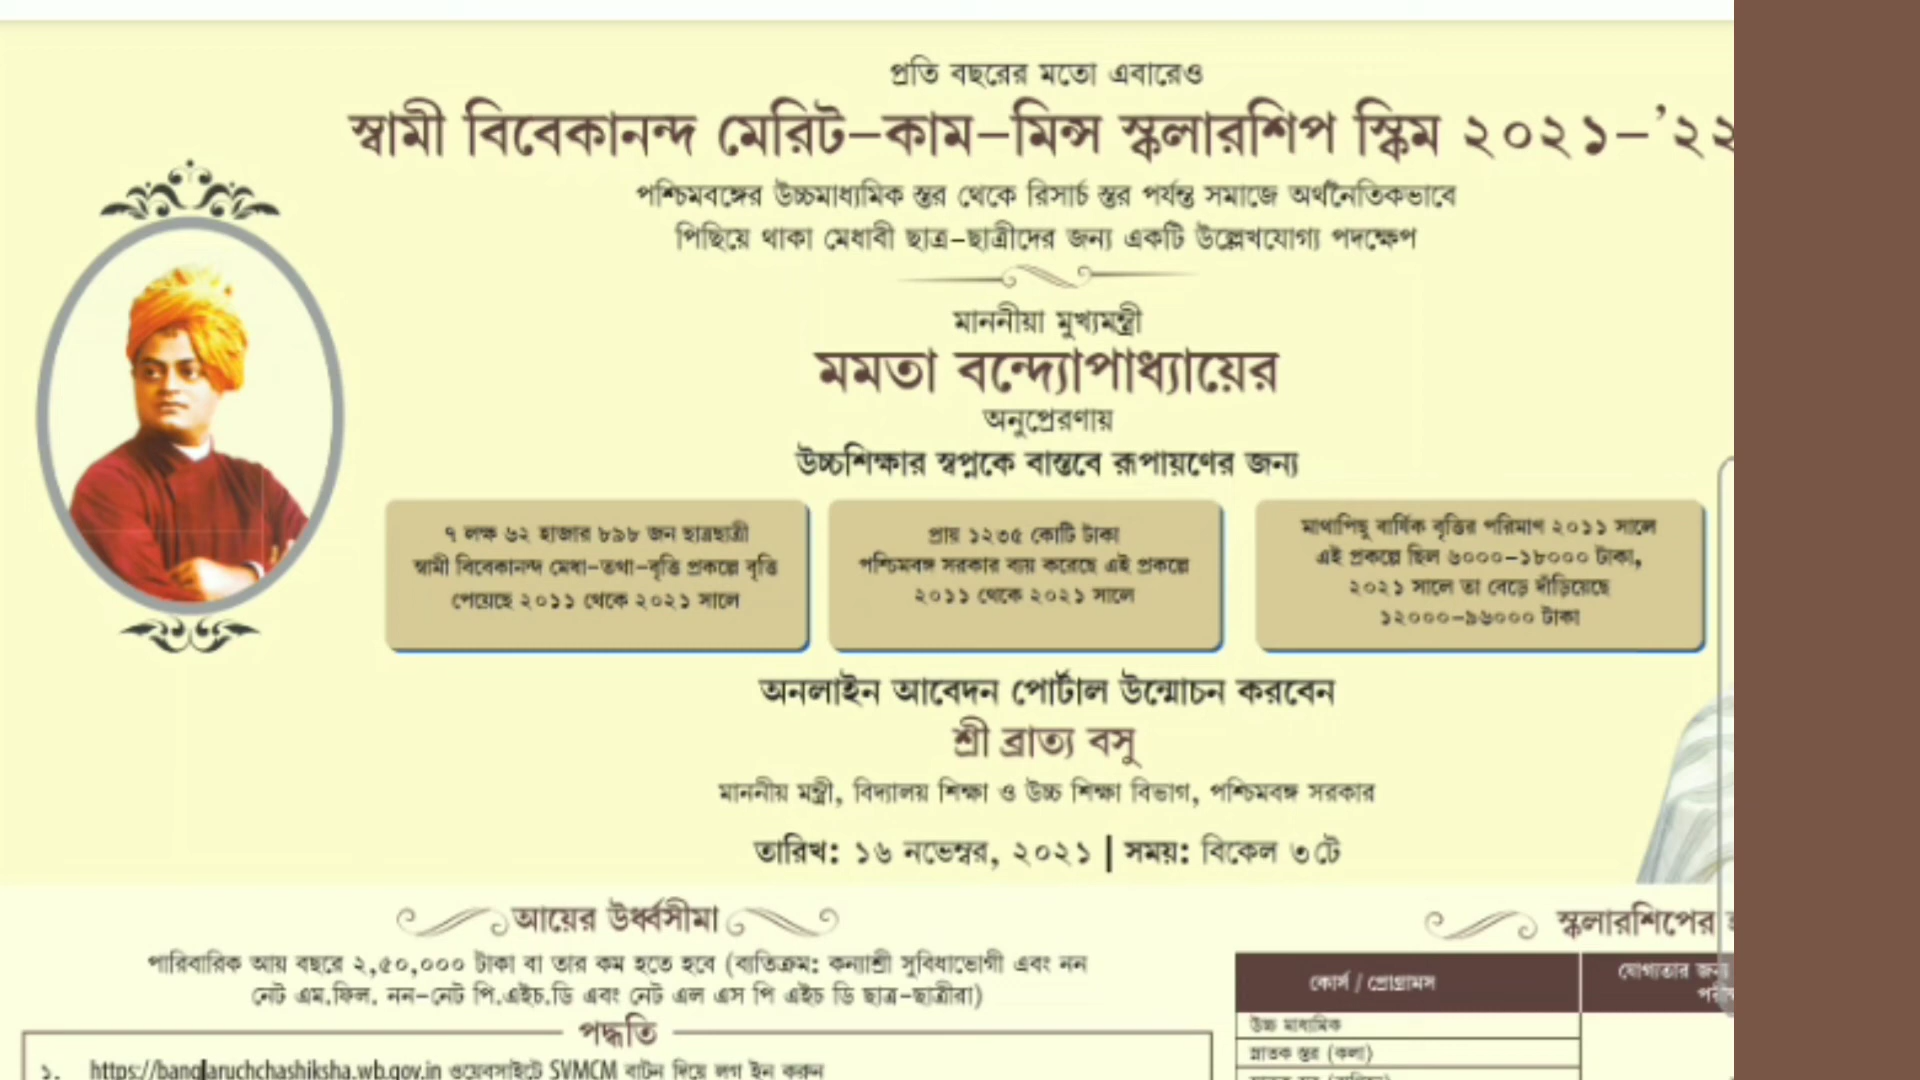 প্রতি বছরের মতো এবারেও
স্বামী বিবেকানন্দ মেরিট-কাম-মিন্স স্কলারশিপ স্কিম ২০২১-'২২
পশ্চিমবঙ্গের উচ্চমাধ্যমিক স্তর থেকে রিসার্চ স্তর পর্যন্ত সমাজে অর্থনৈতিকভাবে
পিছিয়ে থাকা মেধাবী ছাত্র-ছাত্রীদের জন্য একটি উল্লেখযোগ্য পদক্ষেপ
মাননীয়া মুখ্যমন্ত্রী
মমতা বন্দ্যোপাধ্যায়ের
অনুপ্রেরণায়
উচ্চশিক্ষার স্বপ্নকে বাস্তবে রূপায়ণের জন্য
৭ লক্ষ ৬২ হাজার ৮৯৮ জন ছাত্রছাত্রী
স্বামী বিবেকানন্দ মেধা-তথা-বৃত্তি প্রকল্পে বৃত্তি
পেয়েছে ২০১১ থেকে ২০২১ সালে
প্রায় ১২৩৫ কোটি টাকা
পশ্চিমবঙ্গ সরকার ব্যয় করেছে এই প্রকল্পে
২০১১ থেকে ২০২১ সালে
মাথাপিছু বার্ষিক বৃত্তির পরিমাণ ২০১১ সালে
এই প্রকল্পে ছিল ৬০০০-১৮০০০ টাকা,
২০২১ সালে তা বেড়ে দাঁড়িয়েছে
১২০০০-৯৬০০০ টাকা
অনলাইন আবেদন পোর্টাল উন্মোচন করবেন
শ্রী ব্রাত্য বসু
মাননীয় মন্ত্রী, বিদ্যালয় শিক্ষা ও উচ্চ শিক্ষা বিভাগ, পশ্চিমবঙ্গ সরকার
তারিখ: ১৬ নভেম্বর, ২০২১ | সময়: বিকেল ৩টে
আয়ের উর্ধ্বসীমা
পারিবারিক আয় বছরে ২,৫০,০০০ টাকা বা তার কম হতে হবে (ব্যতিক্রম: কন্যাশ্রী সুবিধাভোগী এবং নন
নেট এম.ফিল. নন-নেট পি.এইচ.ডি এবং নেট এল এস পি এইচ ডি ছাত্র-ছাত্রীরা)
পদ্ধতি
১. https://banglaruchchashiksha.wb.gov.in ওয়েবসাইটে SVMCM বাটন দিয়ে লগ ইন করুন
স্কলারশিপের
কোর্স / প্রোগ্রামস
যোগ্যতার জন্য
উচ্চ মাধ্যমিক
স্নাতক স্তর (কলা)